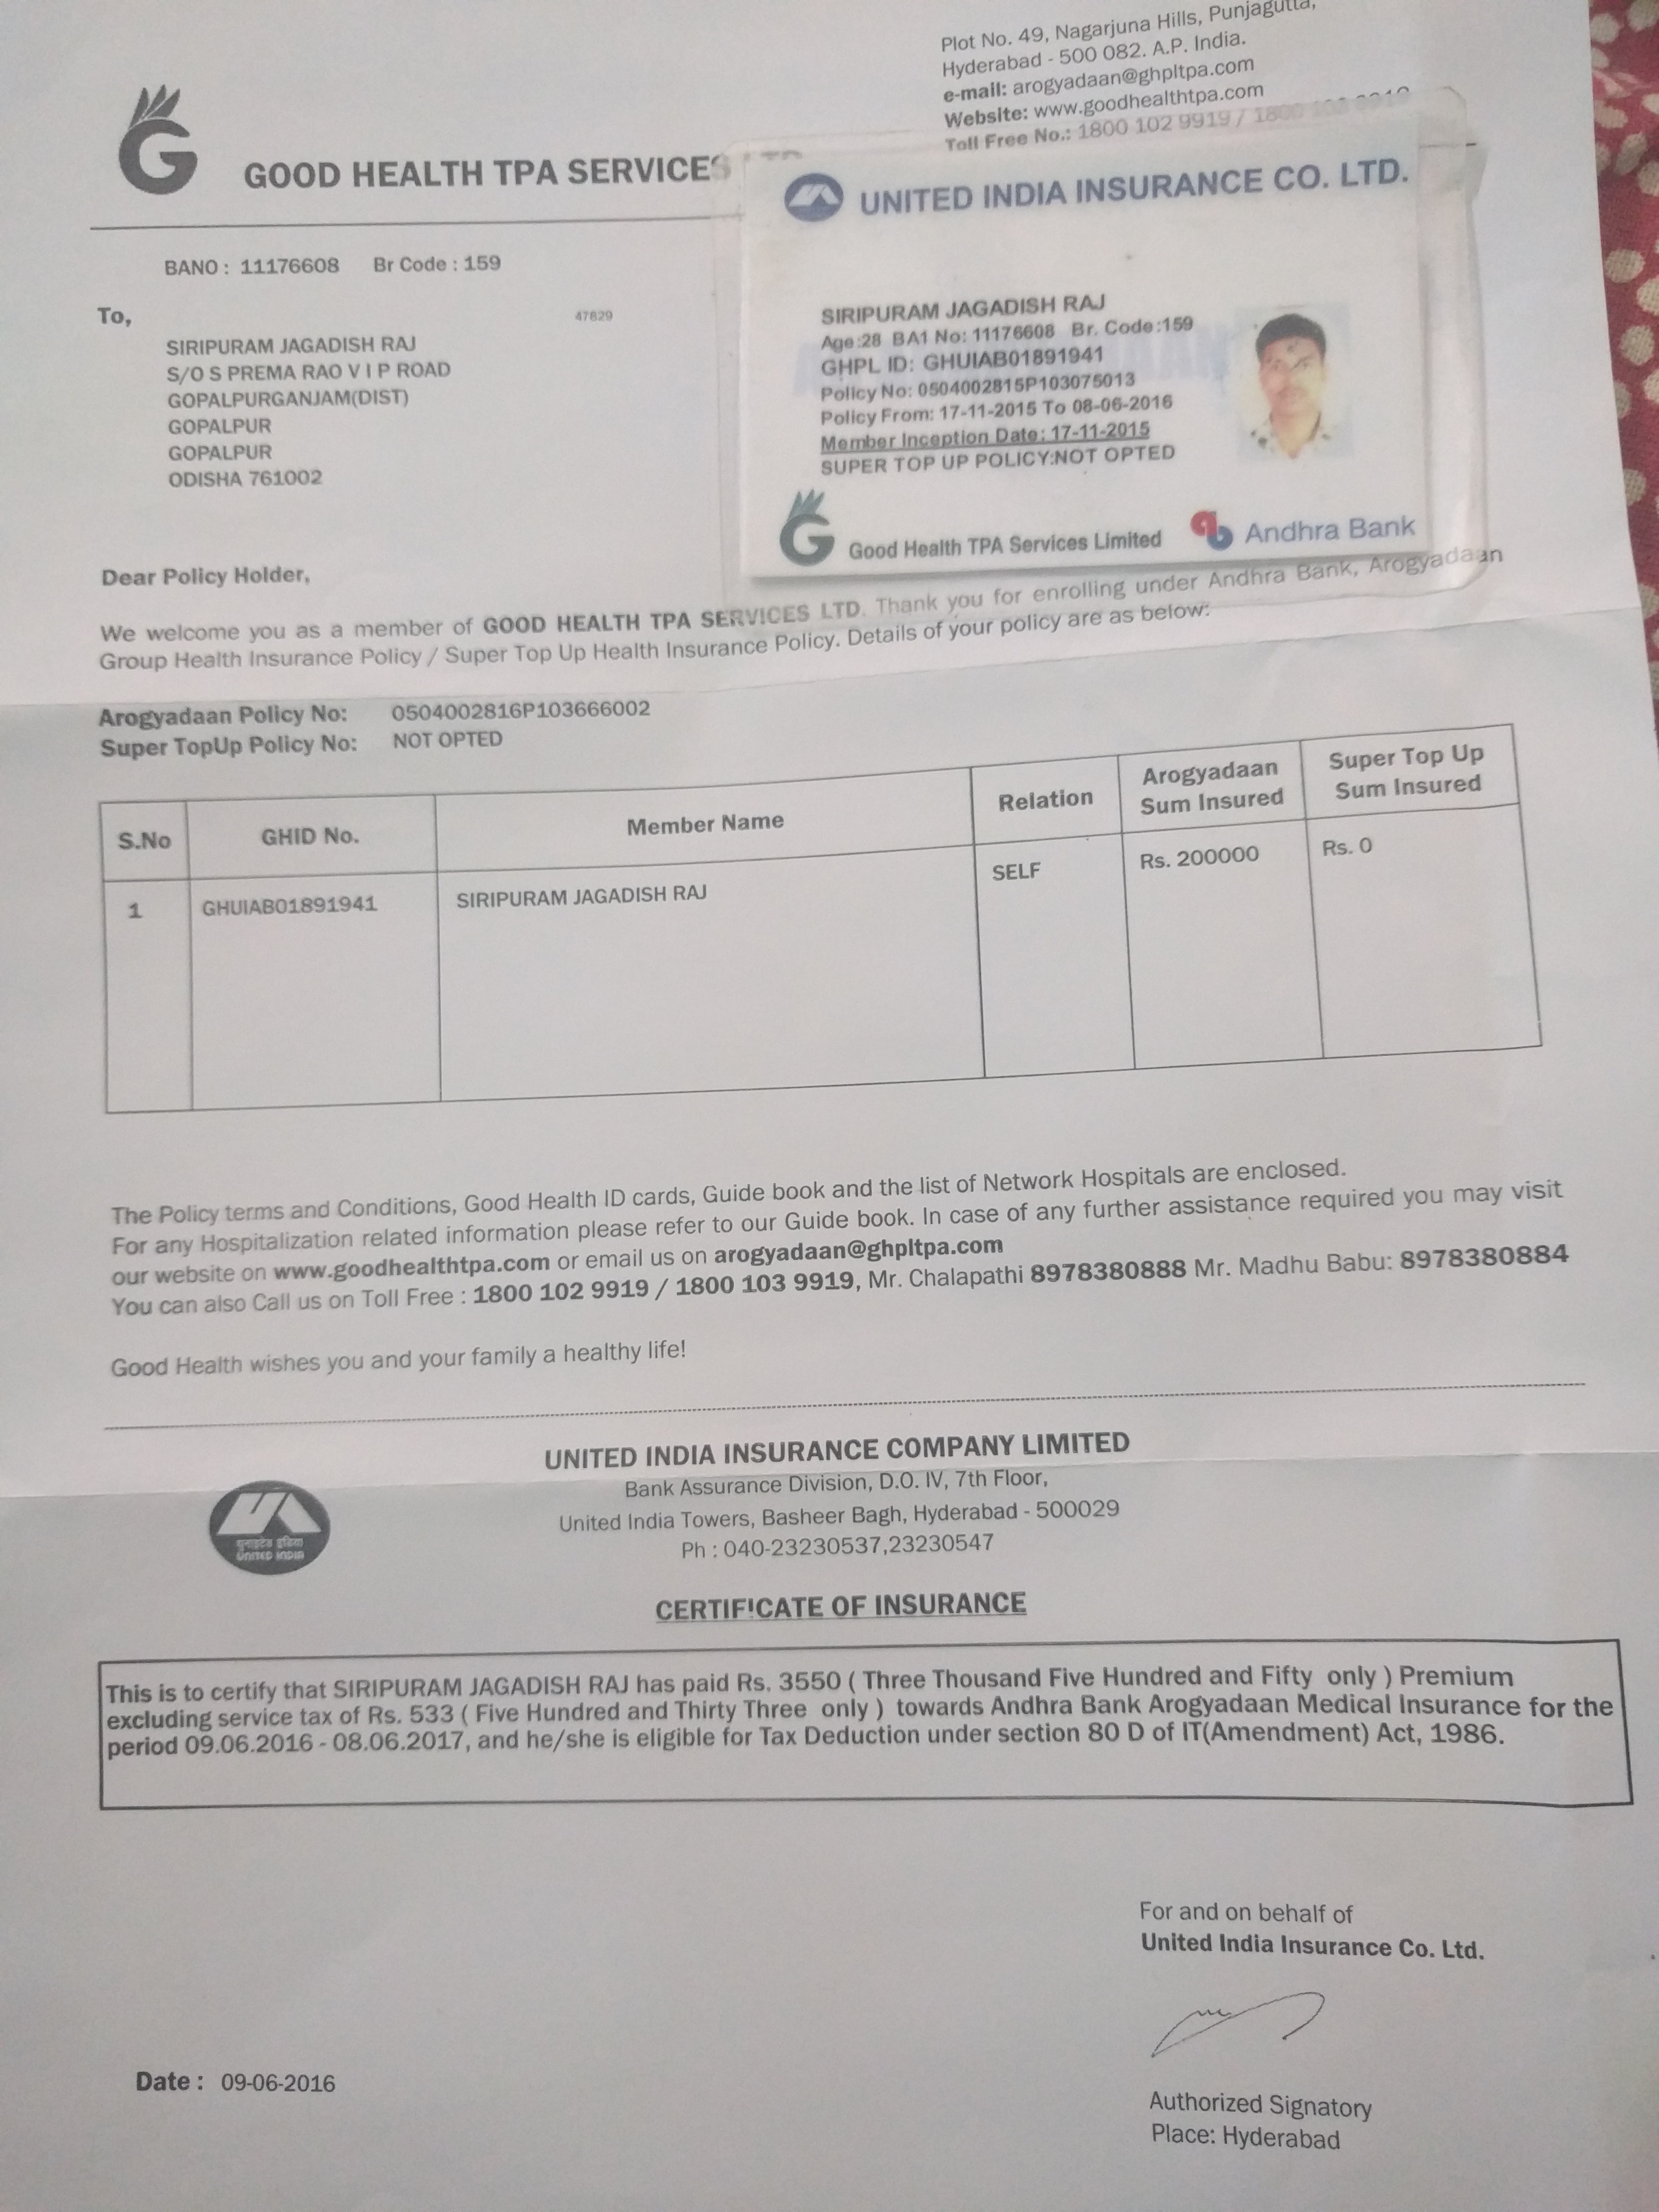 Plot No. 49, Nagarjuna Hills, Punjagutta,
Hyderabad - 500 082. A.P. India.
e-mail: arogyadaan@ghpltpa.com
Website: www.goodhealthtpa.com
Toll Free No.: 1800 102 9919 / 1800 103 9919
G
GOOD HEALTH TPA SERVICES LTD
BANO : 11176608 Br Code : 159
To,
47829
SIRIPURAM JAGADISH RAJ
S/O S PREMA RAO V I P ROAD
GOPALPURGANJAM(DIST)
GOPALPUR
GOPALPUR
ODISHA 761002
UNITED INDIA INSURANCE CO. LTD.
SIRIPURAM JAGADISH RAJ
Age:28 BA1 No: 11176608 Br. Code:159
GHPL ID: GHUIAB01891941
Policy No: 0504002815P103075013
Policy From: 17-11-2015 To 08-06-2016
Member Inception Date: 17-11-2015
SUPER TOP UP POLICY:NOT OPTED
G Good Health TPA Services Limited
Andhra Bank
Dear Policy Holder,
We welcome you as a member of GOOD HEALTH TPA SERVICES LTD. Thank you for enrolling under Andhra Bank, Arogyadaan
Group Health Insurance Policy / Super Top Up Health Insurance Policy. Details of your policy are as below:
Arogyadaan Policy No: 0504002816P103666002
Super TopUp Policy No: NOT OPTED
S.No GHID No. Member Name Relation Arogyadaan Sum Insured Super Top Up Sum Insured
1 GHUIAB01891941 SIRIPURAM JAGADISH RAJ SELF Rs. 200000 Rs. 0
The Policy terms and Conditions, Good Health ID cards, Guide book and the list of Network Hospitals are enclosed.
For any Hospitalization related information please refer to our Guide book. In case of any further assistance required you may visit
our website on www.goodhealthtpa.com or email us on arogyadaan@ghpltpa.com
You can also Call us on Toll Free : 1800 102 9919 / 1800 103 9919, Mr. Chalapathi 8978380888 Mr. Madhu Babu: 8978380884
Good Health wishes you and your family a healthy life!
UNITED INDIA INSURANCE COMPANY LIMITED
Bank Assurance Division, D.O. IV, 7th Floor,
United India Towers, Basheer Bagh, Hyderabad - 500029
Ph : 040-23230537,23230547
यूनाइटेड इंडिया
UNITED INDIA
CERTIFICATE OF INSURANCE
This is to certify that SIRIPURAM JAGADISH RAJ has paid Rs. 3550 ( Three Thousand Five Hundred and Fifty only ) Premium
excluding service tax of Rs. 533 ( Five Hundred and Thirty Three only ) towards Andhra Bank Arogyadaan Medical Insurance for the
period 09.06.2016 - 08.06.2017, and he/she is eligible for Tax Deduction under section 80 D of IT(Amendment) Act, 1986.
For and on behalf of
United India Insurance Co. Ltd.
Date : 09-06-2016
Authorized Signatory
Place: Hyderabad